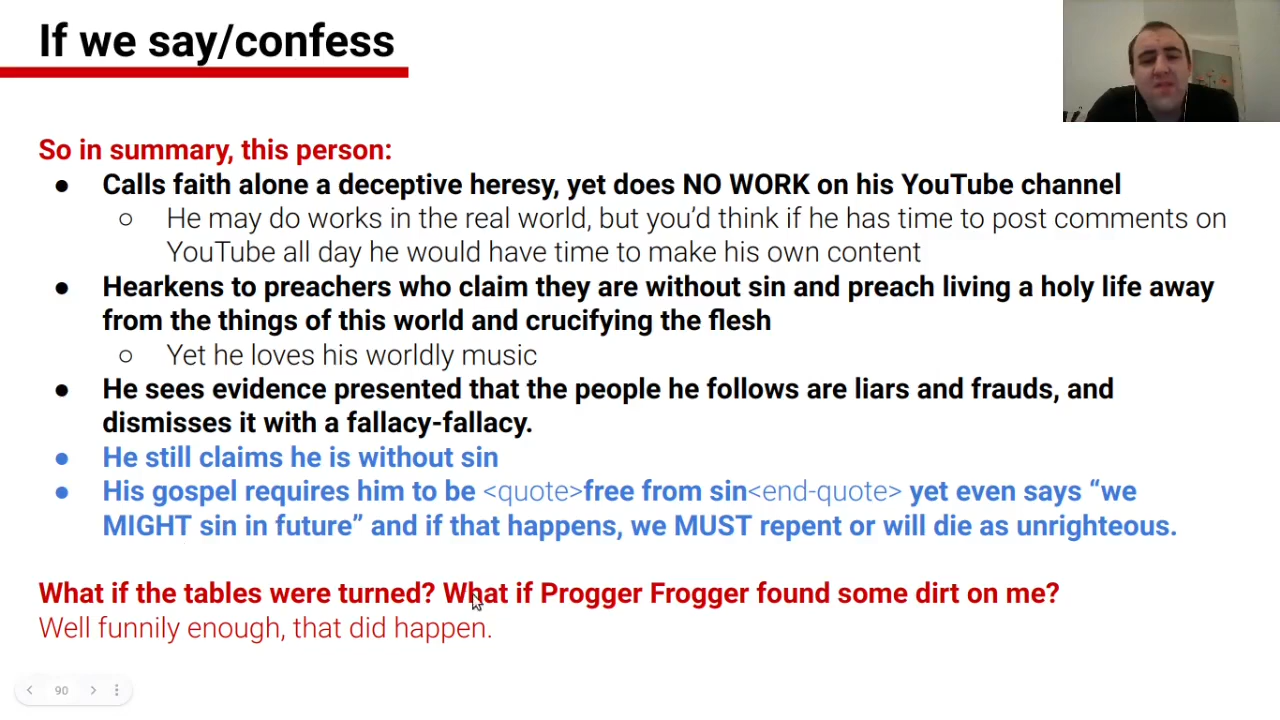 If we say/confess
So in summary, this person:
● Calls faith alone a deceptive heresy, yet does NO WORK on his YouTube channel
○ He may do works in the real world, but you’d think if he has time to post comments on
YouTube all day he would have time to make his own content
● Hearkens to preachers who claim they are without sin and preach living a holy life away
from the things of this world and crucifying the flesh
○ Yet he loves his worldly music
● He sees evidence presented that the people he follows are liars and frauds, and
dismisses it with a fallacy-fallacy.
● He still claims he is without sin
● His gospel requires him to be <quote>free from sin<end-quote> yet even says “we
MIGHT sin in future” and if that happens, we MUST repent or will die as unrighteous.
What if the tables were turned? What if Progger Frogger found some dirt on me?
Well funnily enough, that did happen.
90